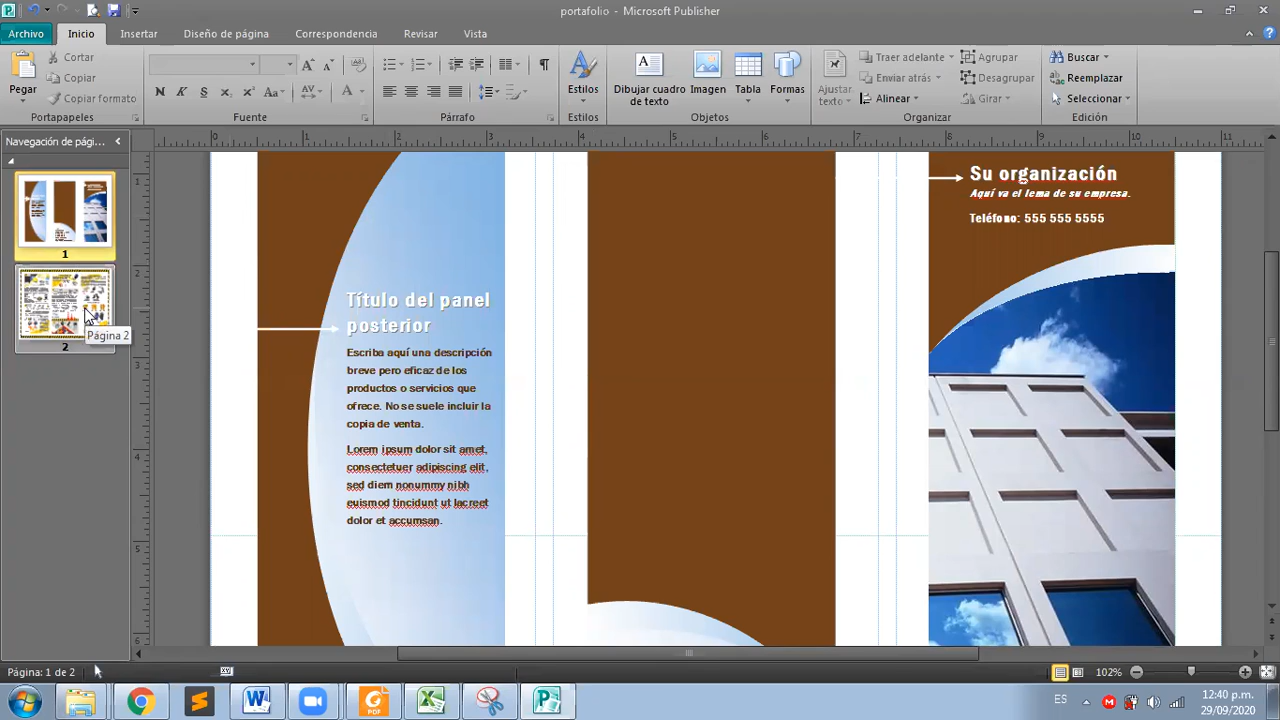 portafolio - Microsoft Publisher
Archivo
Inicio
Insertar
Diseño de página
Correspondencia
Revisar
Vista
Pegar
Cortar
Copiar
Copiar formato
Portapapeles
Fuente
Párrafo
Estilos
Estilos
Dibujar cuadro
de texto
Imagen
Tabla
Formas
Objetos
Ajustar
texto
Traer adelante
Enviar atrás
Alinear
Agrupar
Desagrupar
Girar
Organizar
Buscar
Reemplazar
Seleccionar
Edición
Navegación de pági...
1
2
Página 2
Título del panel
posterior
Escriba aquí una descripción
breve pero eficaz de los
productos o servicios que
ofrece. No se suele incluir la
copia de venta.
Lorem ipsum dolor sit amet,
consectetuer adipiscing elit,
sed diem nonummy nibh
euismod tincidunt ut lacreet
dolor et accumsan.
Su organización
Aquí va el lema de su empresa.
Teléfono: 555 555 5555
Página: 1 de 2
102%
ES
12:40 p.m.
29/09/2020